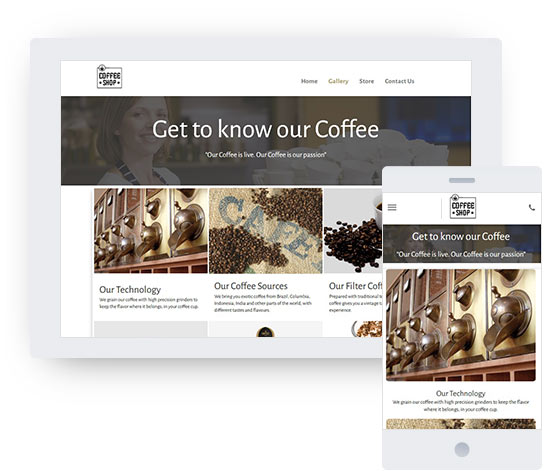 COFFEE
SHOP
Home Gallery Store Contact Us
Get to know our Coffee
"Our Coffee is live. Our Coffee is our passion"
CAFE
Our Technology
We grain our coffee with high precision grinders to
keep the flavor where it belongs, in your coffee cup.
Our Coffee Sources
We bring you exotic coffee from Brazil, Columbia,
Indonesia, India and other parts of the world, with
different tastes and flavours.
Our Filter Coff
Prepared with traditional
coffee gives you a vintage
experience.
COFFEE
SHOP
Get to know our Coffee
"Our Coffee is live. Our Coffee is our passion"
Our Technology
We grain our coffee with high precision grinders to keep the flavor
where it belongs, in your coffee cup.